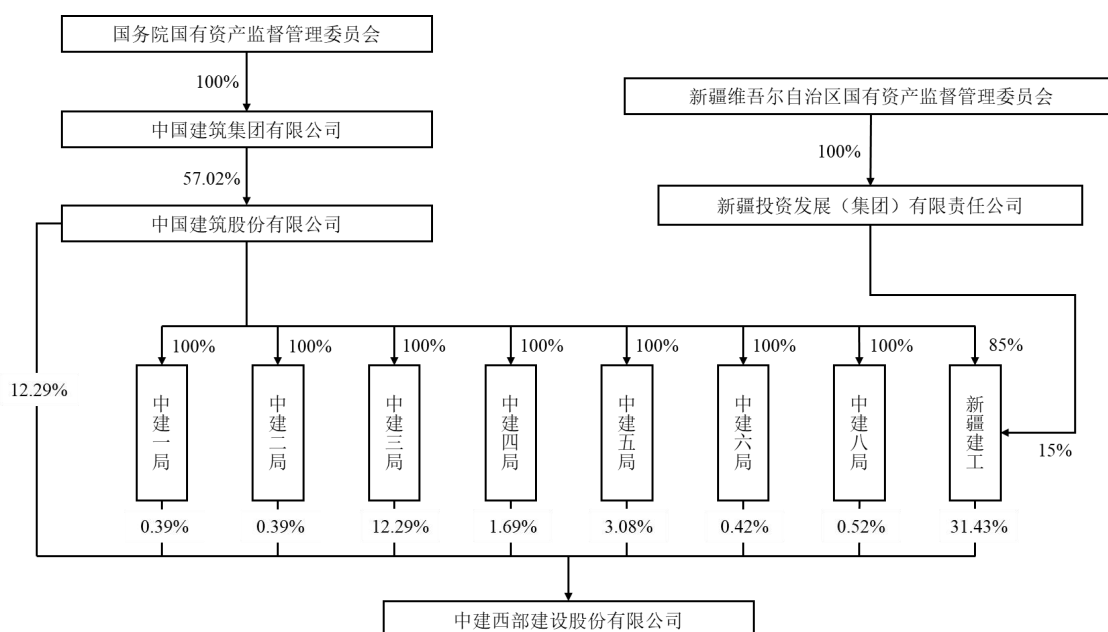 国务院国有资产监督管理委员会
100%
新疆维吾尔自治区国有资产监督管理委员会
中国建筑集团有限公司
100%
57.02%
新疆投资发展（集团）有限责任公司
中国建筑股份有限公司
100%
100%
100%
100%
100%
100%
100%
85%
12.29%
中建一局
中建二局
中建三局
中建四局
中建五局
中建六局
中建八局
新疆建工
15%
0.39%
0.39%
12.29%
1.69%
3.08%
0.42%
0.52%
31.43%
中建西部建设股份有限公司